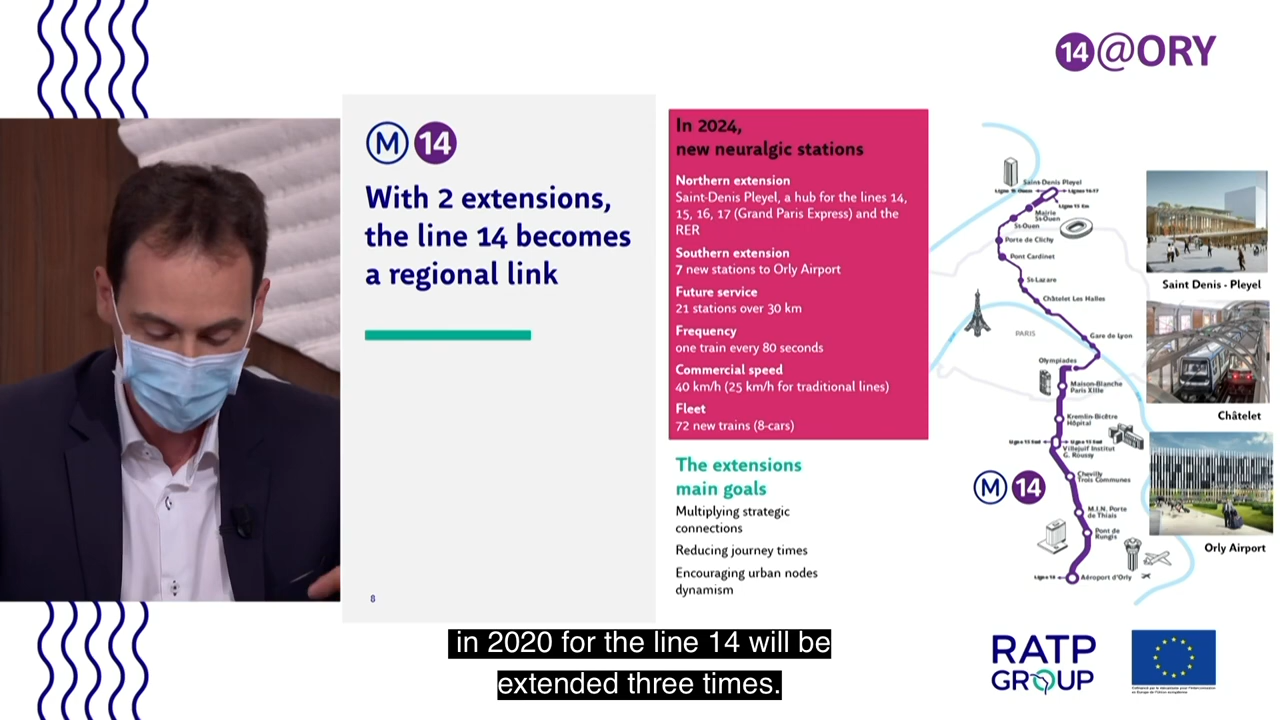 14@ORY
M 14
With 2 extensions,
the line 14 becomes
a regional link
8
In 2024,
new neuralgic stations
Northern extension
Saint-Denis Pleyel, a hub for the lines 14,
15, 16, 17 (Grand Paris Express) and the
RER
Southern extension
7 new stations to Orly Airport
Future service
21 stations over 30 km
Frequency
one train every 80 seconds
Commercial speed
40 km/h (25 km/h for traditional lines)
Fleet
72 new trains (8-cars)
The extensions
main goals
Multiplying strategic
connections
Reducing journey times
Encouraging urban nodes
dynamism
Saint-Denis Pleyel
Mairie
St-Ouen
St-Ouen
Porte de Clichy
Pont Cardinet
St-Lazare
Châtelet Les Halles
PARIS
Gare de Lyon
Olympiades
Maison-Blanche
Paris XIIIe
Kremlin-Bicêtre
Hôpital
Villejuif Institut
G. Roussy
Chevilly
Trois Communes
M 14
M.I.N. Porte
de Thiais
Pont de
Rungis
Aéroport d'Orly
Saint Denis - Pleyel
Châtelet
Orly Airport
in 2020 for the line 14 will be
extended three times.
RATP
GROUP